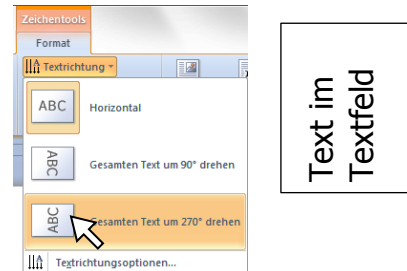 Zeichentools
Format
Textrichtung
ABC Horizontal
ABC Gesamten Text um 90° drehen
ABC Gesamten Text um 270° drehen
Textrichtungsoptionen...
Text im
Textfeld